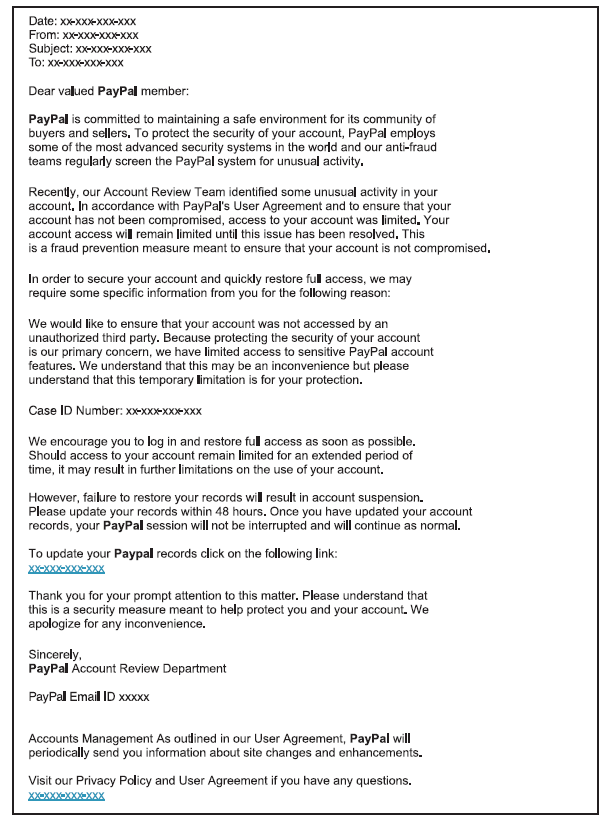 Date: xx-xxx-xxx-xxx
From: xx-xxx-xxx-xxx
Subject: xx-xxx-xxx-xxx
To: xx-xxx-xxx-xxx
Dear valued PayPal member:
PayPal is committed to maintaining a safe environment for its community of
buyers and sellers. To protect the security of your account, PayPal employs
some of the most advanced security systems in the world and our anti-fraud
teams regularly screen the PayPal system for unusual activity.
Recently, our Account Review Team identified some unusual activity in your
account. In accordance with PayPal's User Agreement and to ensure that your
account has not been compromised, access to your account was limited. Your
account access will remain limited until this issue has been resolved. This
is a fraud prevention measure meant to ensure that your account is not compromised.
In order to secure your account and quickly restore full access, we may
require some specific information from you for the following reason:
We would like to ensure that your account was not accessed by an
unauthorized third party. Because protecting the security of your account
is our primary concern, we have limited access to sensitive PayPal account
features. We understand that this may be an inconvenience but please
understand that this temporary limitation is for your protection.
Case ID Number: xx-xxx-xxx-xxx
We encourage you to log in and restore full access as soon as possible.
Should access to your account remain limited for an extended period of
time, it may result in further limitations on the use of your account.
However, failure to restore your records will result in account suspension.
Please update your records within 48 hours. Once you have updated your account
records, your PayPal session will not be interrupted and will continue as normal.
To update your Paypal records click on the following link:
xx-xxx-xxx-xxx
Thank you for your prompt attention to this matter. Please understand that
this is a security measure meant to help protect you and your account. We
apologize for any inconvenience.
Sincerely,
PayPal Account Review Department
PayPal Email ID xxxxx
Accounts Management As outlined in our User Agreement, PayPal will
periodically send you information about site changes and enhancements.
Visit our Privacy Policy and User Agreement if you have any questions.
xx-xxx-xxx-xxx